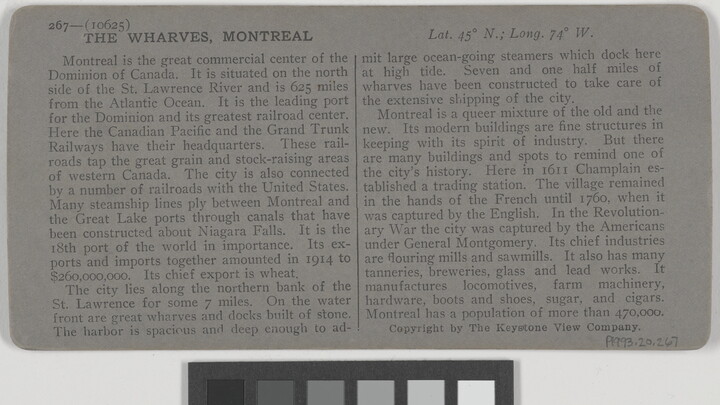 267—(10625)
THE WHARVES, MONTREAL
Lat. 45° N.; Long. 74° W.
Montreal is the great commercial center of the
Dominion of Canada. It is situated on the north
side of the St. Lawrence River and is 625 miles
from the Atlantic Ocean. It is the leading port
for the Dominion and its greatest railroad center.
Here the Canadian Pacific and the Grand Trunk
Railways have their headquarters. These rail-
roads tap the great grain and stock-raising areas
of western Canada. The city is also connected
by a number of railroads with the United States.
Many steamship lines ply between Montreal and
the Great Lake ports through canals that have
been constructed about Niagara Falls. It is the
18th port of the world in importance. Its ex-
ports and imports together amounted in 1914 to
$260,000,000. Its chief export is wheat.
The city lies along the northern bank of the
St. Lawrence for some 7 miles. On the water
front are great wharves and docks built of stone.
The harbor is spacious and deep enough to ad-
mit large ocean-going steamers which dock here
at high tide. Seven and one half miles of
wharves have been constructed to take care of
the extensive shipping of the city.
Montreal is a queer mixture of the old and the
new. Its modern buildings are fine structures in
keeping with its spirit of industry. But there
are many buildings and spots to remind one of
the city's history. Here in 1611 Champlain es-
tablished a trading station. The village remained
in the hands of the French until 1760, when it
was captured by the English. In the Revolution-
ary War the city was captured by the Americans
under General Montgomery. Its chief industries
are flouring mills and sawmills. It also has many
tanneries, breweries, glass and lead works. It
manufactures locomotives, farm machinery,
hardware, boots and shoes, sugar, and cigars.
Montreal has a population of more than 470,000.
Copyright by The Keystone View Company.
P1993.20.267